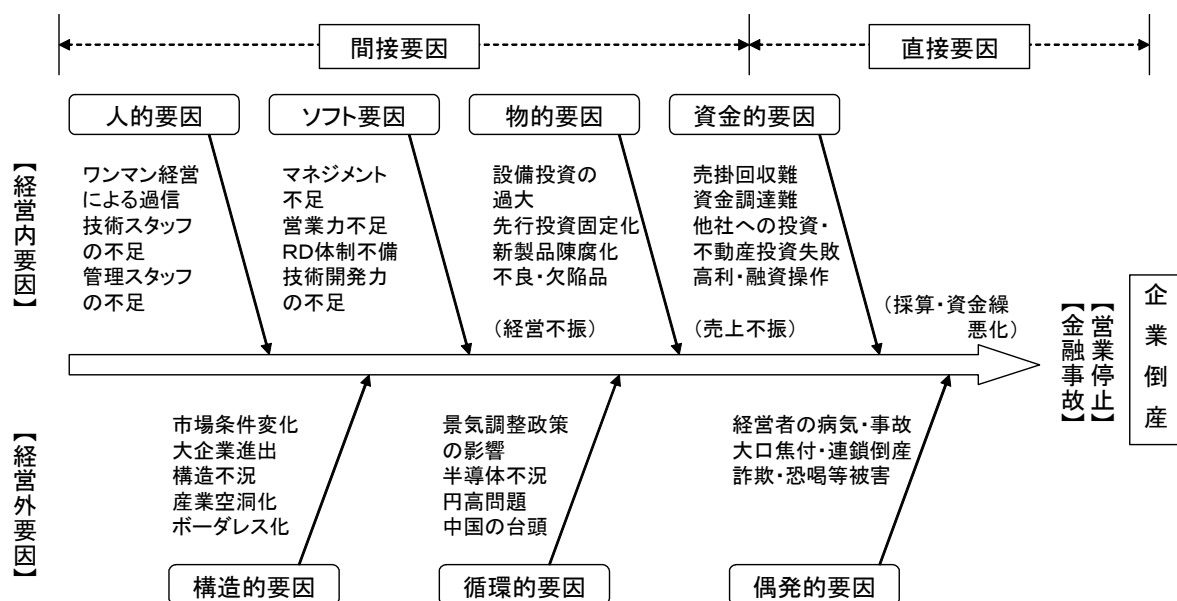 間接要因
直接要因
人的要因
ソフト要因
物的要因
資金的要因
【経営内要因】
ワンマン経営
による過信
技術スタッフ
の不足
管理スタッフ
の不足
マネジメント
不足
営業力不足
RD体制不備
技術開発力
の不足
設備投資の
過大
先行投資固定化
新製品陳腐化
不良・欠陥品
売掛回収難
資金調達難
他社への投資・
不動産投資失敗
高利・融資操作
（経営不振）
（売上不振）
（採算・資金繰
悪化）
【営業停止】
【金融事故】
企業倒産
【経営外要因】
市場条件変化
大企業進出
構造不況
産業空洞化
ボーダレス化
景気調整政策
の影響
半導体不況
円高問題
中国の台頭
経営者の病気・事故
大口焦付・連鎖倒産
詐欺・恐喝等被害
構造的要因
循環的要因
偶発的要因